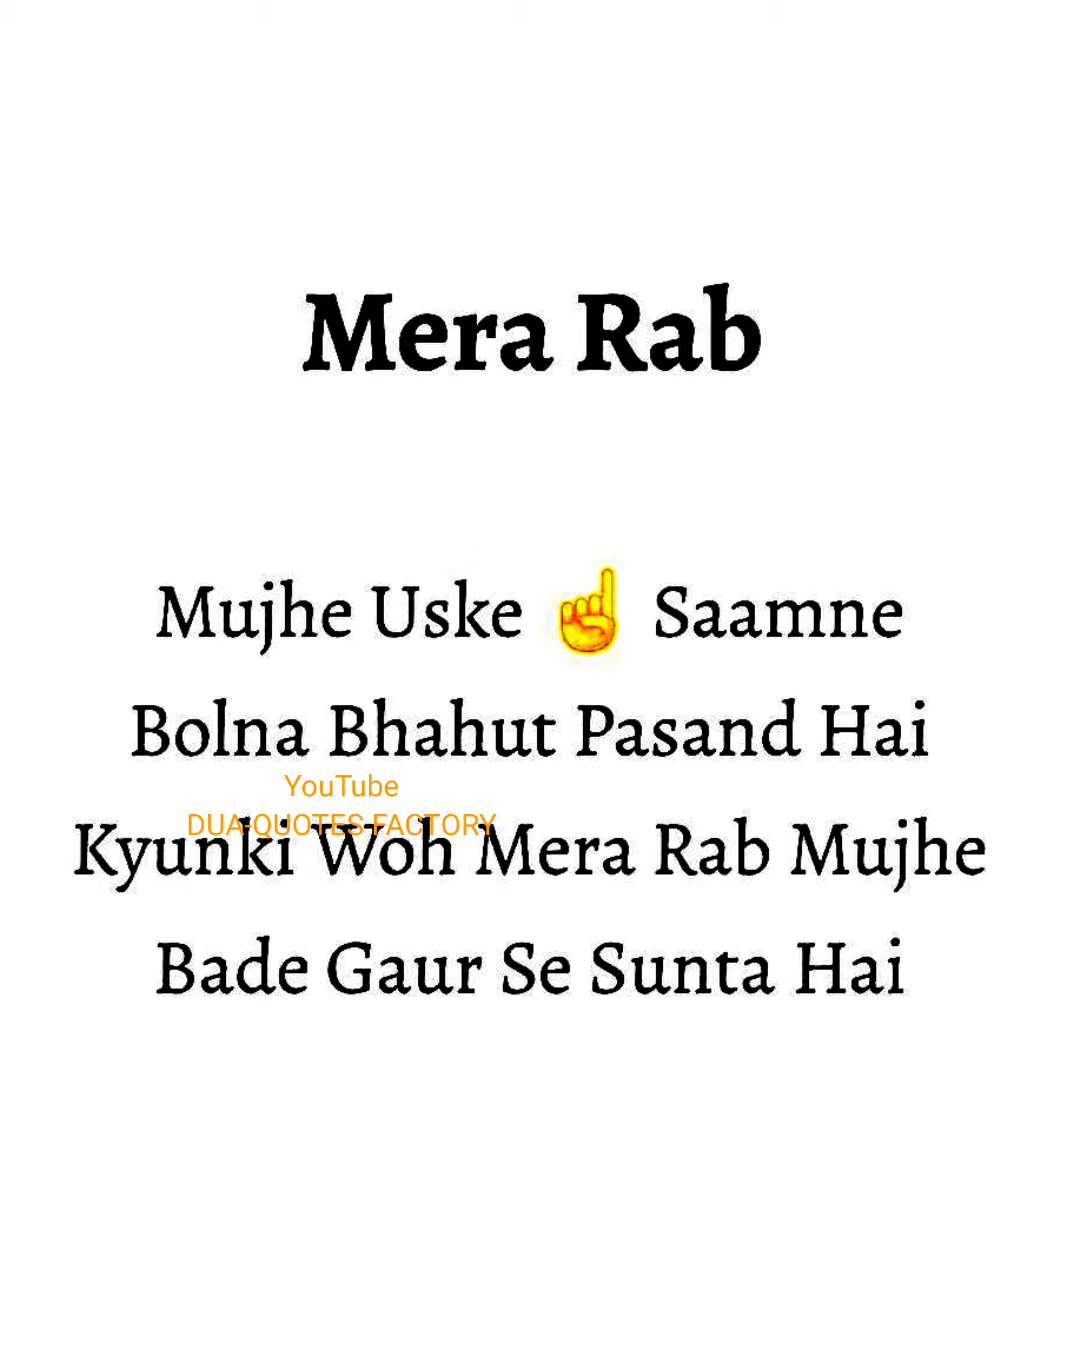 Mera Rab
Mujhe Uske ☝ Saamne
Bolna Bhahut Pasand Hai
YouTube
DUA-QUOTES-FACTORY
Kyunki Woh Mera Rab Mujhe
Bade Gaur Se Sunta Hai